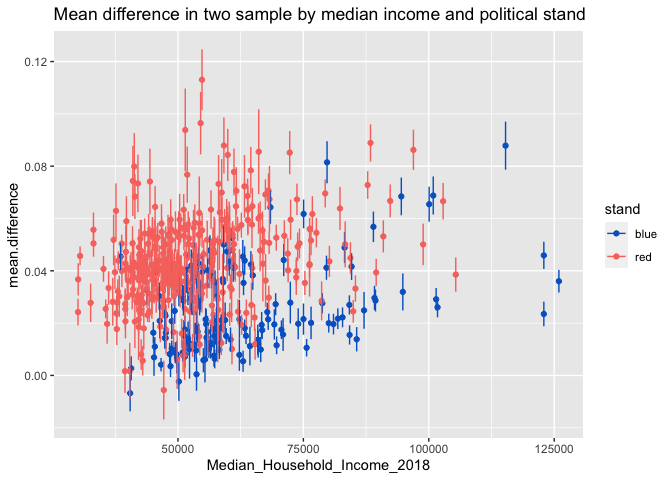 Mean difference in two sample by median income and political stand
0.12
0.08
0.04
0.00
mean.difference
50000
75000
100000
125000
Median_Household_Income_2018
stand
blue
red